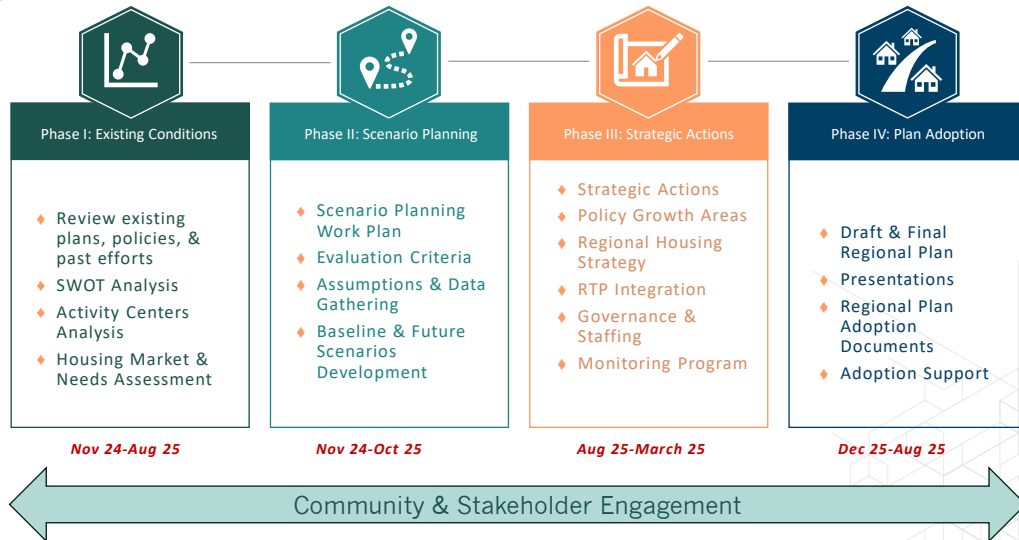 Phase I: Existing Conditions
Review existing
plans, policies, &
past efforts
SWOT Analysis
Activity Centers
Analysis
Housing Market &
Needs Assessment
Nov 24-Aug 25
Phase II: Scenario Planning
Scenario Planning
Work Plan
Evaluation Criteria
Assumptions & Data
Gathering
Baseline & Future
Scenarios
Development
Nov 24-Oct 25
Phase III: Strategic Actions
Strategic Actions
Policy Growth Areas
Regional Housing
Strategy
RTP Integration
Governance &
Staffing
Monitoring Program
Aug 25-March 25
Phase IV: Plan Adoption
Draft & Final
Regional Plan
Presentations
Regional Plan
Adoption
Documents
Adoption Support
Dec 25-Aug 25
Community & Stakeholder Engagement